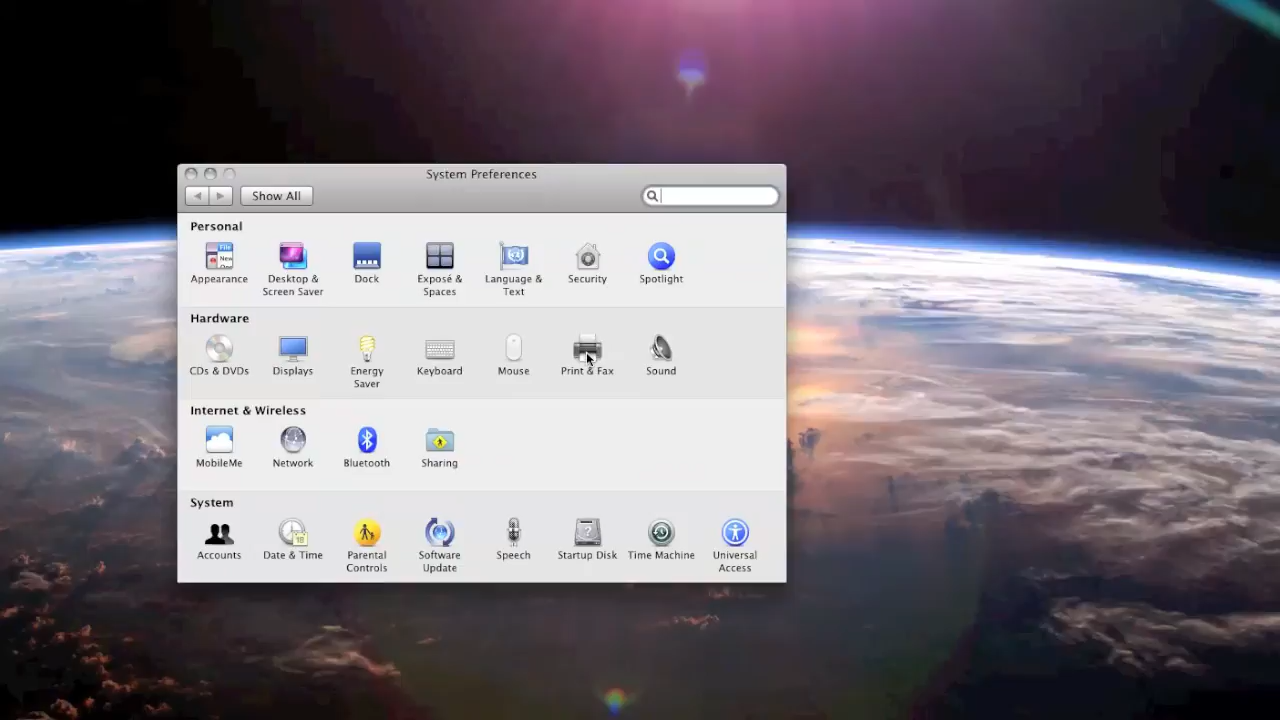 System Preferences
Show All
Personal
Appearance
Desktop & Screen Saver
Dock
Exposé & Spaces
Language & Text
Security
Spotlight
Hardware
CDs & DVDs
Displays
Energy Saver
Keyboard
Mouse
Print & Fax
Sound
Internet & Wireless
MobileMe
Network
Bluetooth
Sharing
System
Accounts
Date & Time
Parental Controls
Software Update
Speech
Startup Disk
Time Machine
Universal Access